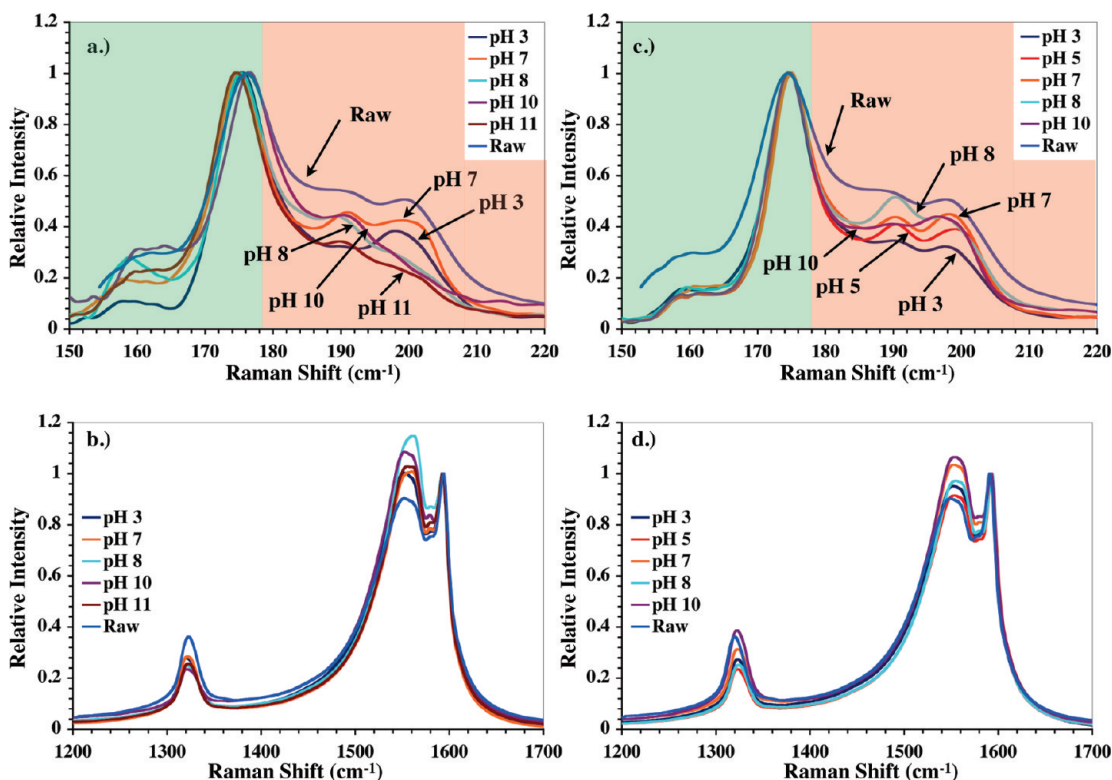 a.)
Relative Intensity
1.2
1
0.8
0.6
0.4
0.2
0
pH 3
pH 7
pH 8
pH 10
pH 11
Raw
Raw
pH 7
pH 3
pH 8
pH 10
pH 11
150 160 170 180 190 200 210 220
Raman Shift (cm-1)
c.)
Relative Intensity
1.2
1
0.8
0.6
0.4
0.2
0
pH 3
pH 5
pH 7
pH 8
pH 10
Raw
Raw
pH 8
pH 7
pH 10
pH 5
pH 3
150 160 170 180 190 200 210 220
Raman Shift (cm-1)
b.)
Relative Intensity
1.2
1
0.8
0.6
0.4
0.2
0
pH 3
pH 7
pH 8
pH 10
pH 11
Raw
1200 1300 1400 1500 1600 1700
Raman Shift (cm-1)
d.)
Relative Intensity
1.2
1
0.8
0.6
0.4
0.2
0
pH 3
pH 5
pH 7
pH 8
pH 10
Raw
1200 1300 1400 1500 1600 1700
Raman Shift (cm-1)